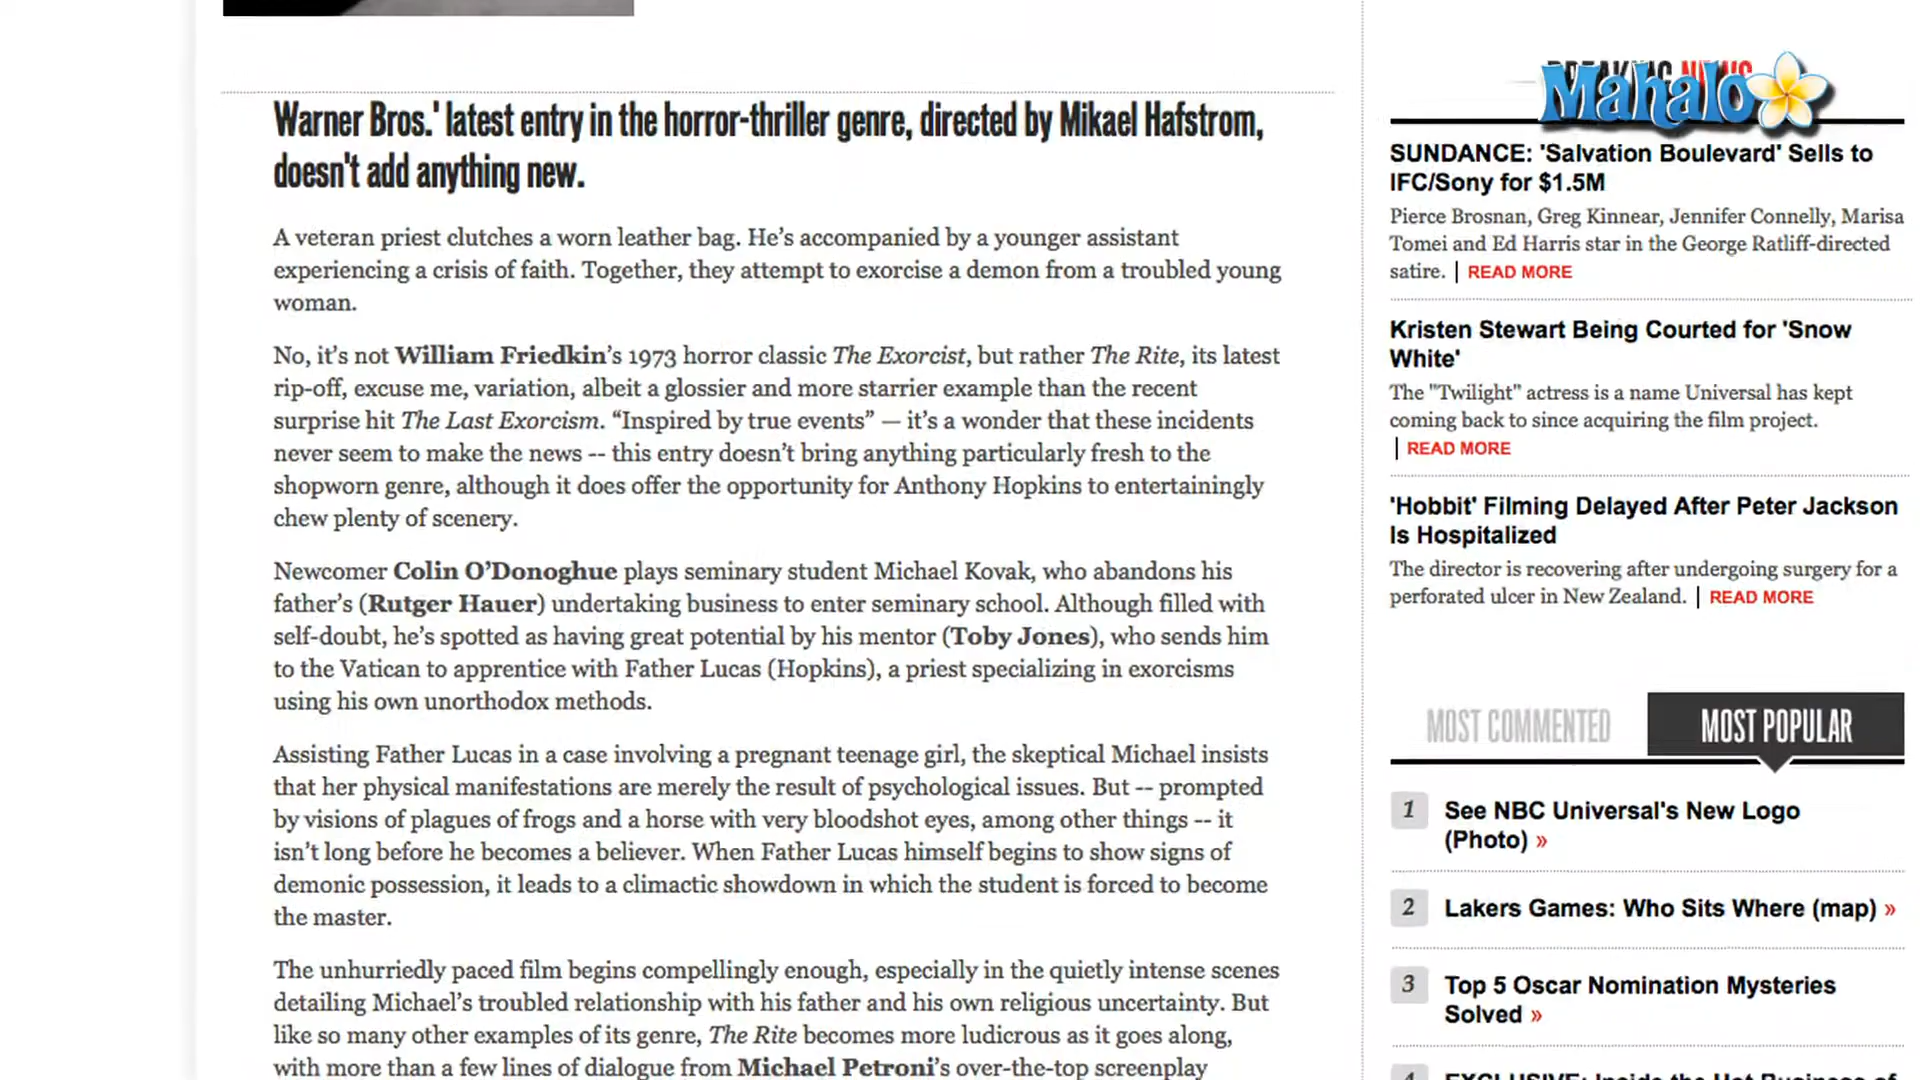 Warner Bros.' latest entry in the horror-thriller genre, directed by Mikael Hafstrom,
doesn't add anything new.
A veteran priest clutches a worn leather bag. He’s accompanied by a younger assistant
experiencing a crisis of faith. Together, they attempt to exorcise a demon from a troubled young
woman.
No, it’s not William Friedkin’s 1973 horror classic The Exorcist, but rather The Rite, its latest
rip-off, excuse me, variation, albeit a glossier and more starrier example than the recent
surprise hit The Last Exorcism. “Inspired by true events” — it’s a wonder that these incidents
never seem to make the news -- this entry doesn’t bring anything particularly fresh to the
shopworn genre, although it does offer the opportunity for Anthony Hopkins to entertainingly
chew plenty of scenery.
Newcomer Colin O’Donoghue plays seminary student Michael Kovak, who abandons his
father’s (Rutger Hauer) undertaking business to enter seminary school. Although filled with
self-doubt, he’s spotted as having great potential by his mentor (Toby Jones), who sends him
to the Vatican to apprentice with Father Lucas (Hopkins), a priest specializing in exorcisms
using his own unorthodox methods.
Assisting Father Lucas in a case involving a pregnant teenage girl, the skeptical Michael insists
that her physical manifestations are merely the result of psychological issues. But -- prompted
by visions of plagues of frogs and a horse with very bloodshot eyes, among other things -- it
isn’t long before he becomes a believer. When Father Lucas himself begins to show signs of
demonic possession, it leads to a climactic showdown in which the student is forced to become
the master.
The unhurriedly paced film begins compellingly enough, especially in the quietly intense scenes
detailing Michael’s troubled relationship with his father and his own religious uncertainty. But
like so many other examples of its genre, The Rite becomes more ludicrous as it goes along,
with more than a few lines of dialogue from Michael Petroni’s over-the-top screenplay
Mahalo
SUNDANCE: 'Salvation Boulevard' Sells to
IFC/Sony for $1.5M
Pierce Brosnan, Greg Kinnear, Jennifer Connelly, Marisa
Tomei and Ed Harris star in the George Ratliff-directed
satire. | READ MORE
Kristen Stewart Being Courted for 'Snow
White'
The "Twilight" actress is a name Universal has kept
coming back to since acquiring the film project.
| READ MORE
'Hobbit' Filming Delayed After Peter Jackson
Is Hospitalized
The director is recovering after undergoing surgery for a
perforated ulcer in New Zealand. | READ MORE
MOST COMMENTED
MOST POPULAR
1 See NBC Universal's New Logo
(Photo) »
2 Lakers Games: Who Sits Where (map) »
3 Top 5 Oscar Nomination Mysteries
Solved »
EXCLUSIVE: Inside the Hot Business of